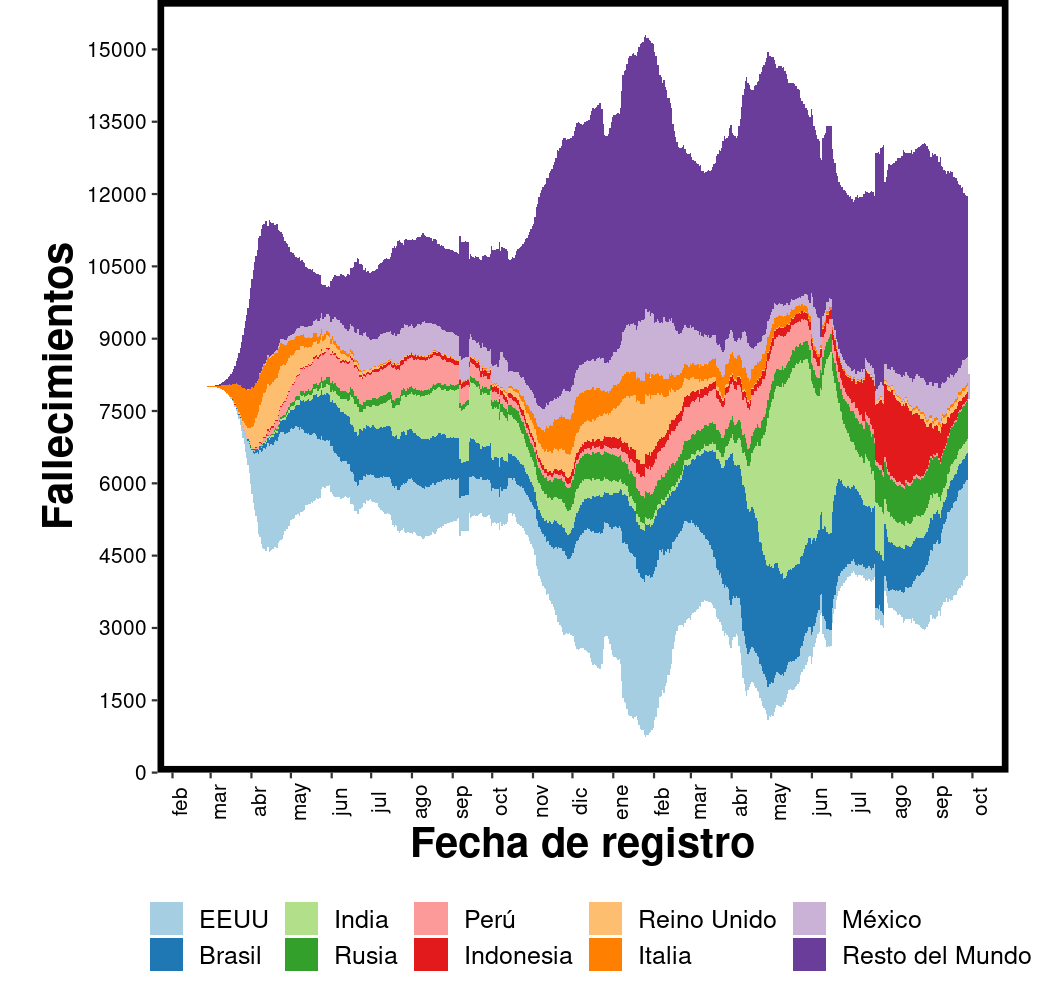 15000
13500
12000
10500
9000
7500
6000
4500
3000
1500
0
Fallecimientos
feb mar abr may jun jul ago sep oct nov dic ene feb mar abr may jun jul ago sep oct
Fecha de registro
EEUU India Perú Reino Unido México
Brasil Rusia Indonesia Italia Resto del Mundo